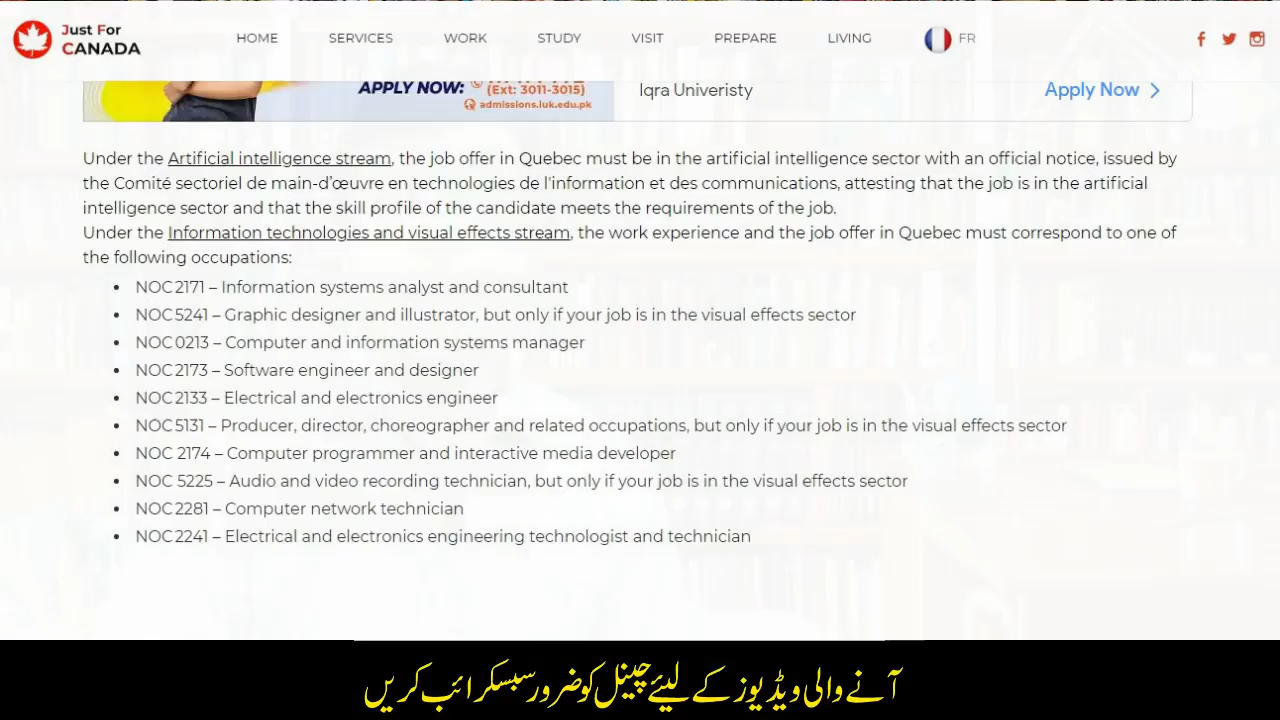 Just For
CANADA
HOME SERVICES WORK STUDY VISIT PREPARE LIVING FR
APPLY NOW:
(Ext: 3011-3015)
admissions.luk.edu.pk
Iqra Univeristy
Apply Now
Under the Artificial intelligence stream, the job offer in Quebec must be in the artificial intelligence sector with an official notice, issued by
the Comité sectoriel de main-d’œuvre en technologies de l'information et des communications, attesting that the job is in the artificial
intelligence sector and that the skill profile of the candidate meets the requirements of the job.
Under the Information technologies and visual effects stream, the work experience and the job offer in Quebec must correspond to one of
the following occupations:
• NOC 2171 – Information systems analyst and consultant
• NOC 5241 – Graphic designer and illustrator, but only if your job is in the visual effects sector
• NOC 0213 – Computer and information systems manager
• NOC 2173 – Software engineer and designer
• NOC 2133 – Electrical and electronics engineer
• NOC 5131 – Producer, director, choreographer and related occupations, but only if your job is in the visual effects sector
• NOC 2174 – Computer programmer and interactive media developer
• NOC 5225 – Audio and video recording technician, but only if your job is in the visual effects sector
• NOC 2281 – Computer network technician
• NOC 2241 – Electrical and electronics engineering technologist and technician
آنے والی ویڈیوز کے لیئے چینل کو ضرور سبسکرائب کریں